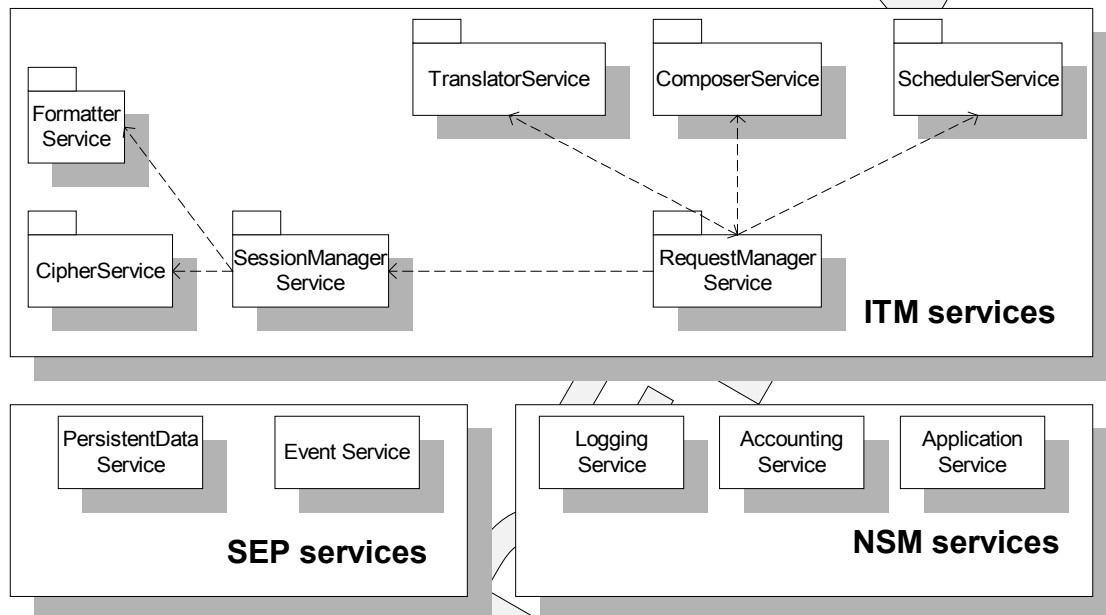 TranslatorService
ComposerService
SchedulerService
Formatter
Service
CipherService
SessionManager
Service
RequestManager
Service
ITM services
PersistentData
Service
Event Service
SEP services
Logging
Service
Accounting
Service
Application
Service
NSM services